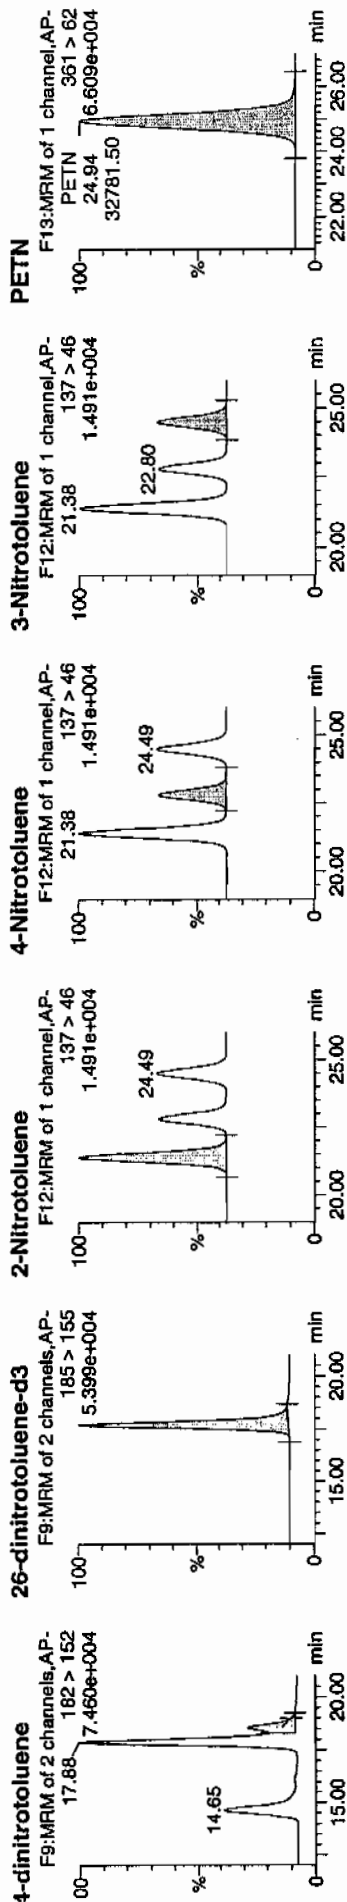 4-dinitrotoluene
F9:MRM of 2 channels,AP-
182 > 152
7.460e+004
17.88
14.65
00
%
0
15.00
20.00
min
26-dinitrotoluene-d3
F9:MRM of 2 channels,AP-
185 > 155
5.399e+004
100
%
0
15.00
20.00
min
2-Nitrotoluene
F12:MRM of 1 channel,AP-
137 > 46
1.491e+004
24.49
100
%
0
20.00
25.00
min
4-Nitrotoluene
F12:MRM of 1 channel,AP-
137 > 46
1.491e+004
21.38
24.49
100
%
0
20.00
25.00
min
3-Nitrotoluene
F12:MRM of 1 channel,AP-
137 > 46
1.491e+004
21.38
22.80
100
%
0
20.00
25.00
min
PETN
F13:MRM of 1 channel,AP-
361 > 62
6.609e+004
PETN
24.94
32781.50
100
%
0
22.00
24.00
26.00
min